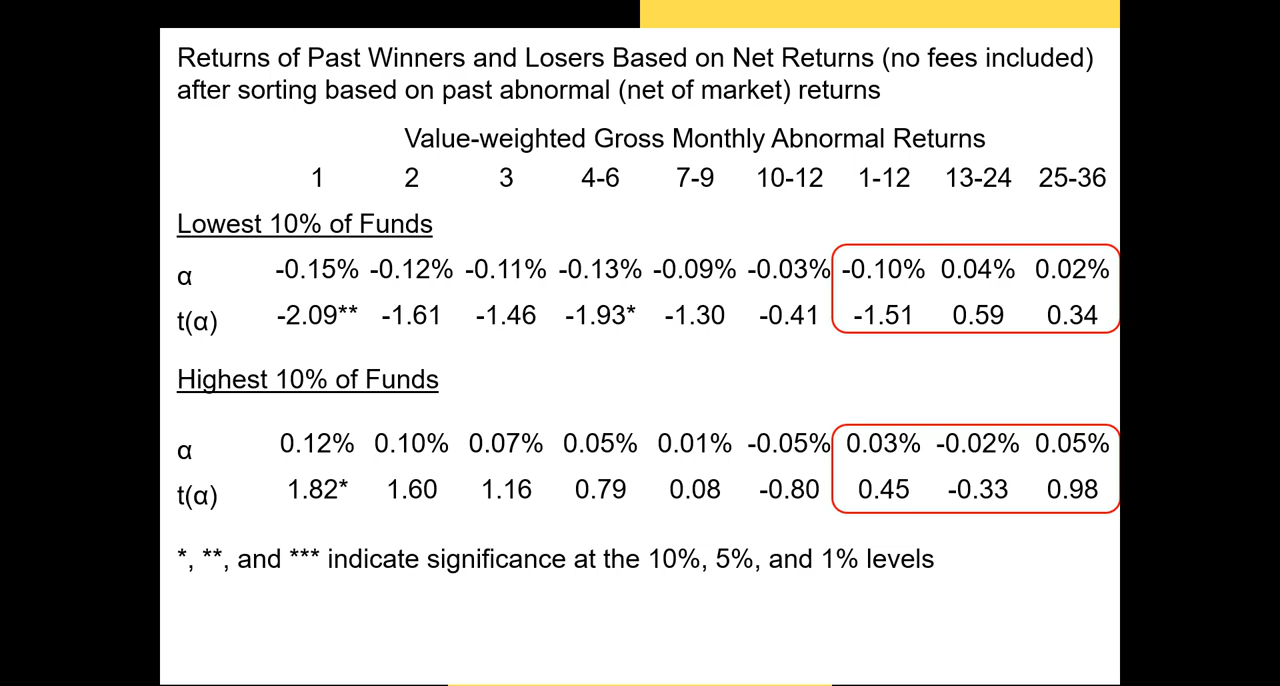 Returns of Past Winners and Losers Based on Net Returns (no fees included)
after sorting based on past abnormal (net of market) returns
Value-weighted Gross Monthly Abnormal Returns
1 2 3 4-6 7-9 10-12 1-12 13-24 25-36
Lowest 10% of Funds
α -0.15% -0.12% -0.11% -0.13% -0.09% -0.03% -0.10% 0.04% 0.02%
t(α) -2.09** -1.61 -1.46 -1.93* -1.30 -0.41 -1.51 0.59 0.34
Highest 10% of Funds
α 0.12% 0.10% 0.07% 0.05% 0.01% -0.05% 0.03% -0.02% 0.05%
t(α) 1.82* 1.60 1.16 0.79 0.08 -0.80 0.45 -0.33 0.98
*, **, and *** indicate significance at the 10%, 5%, and 1% levels